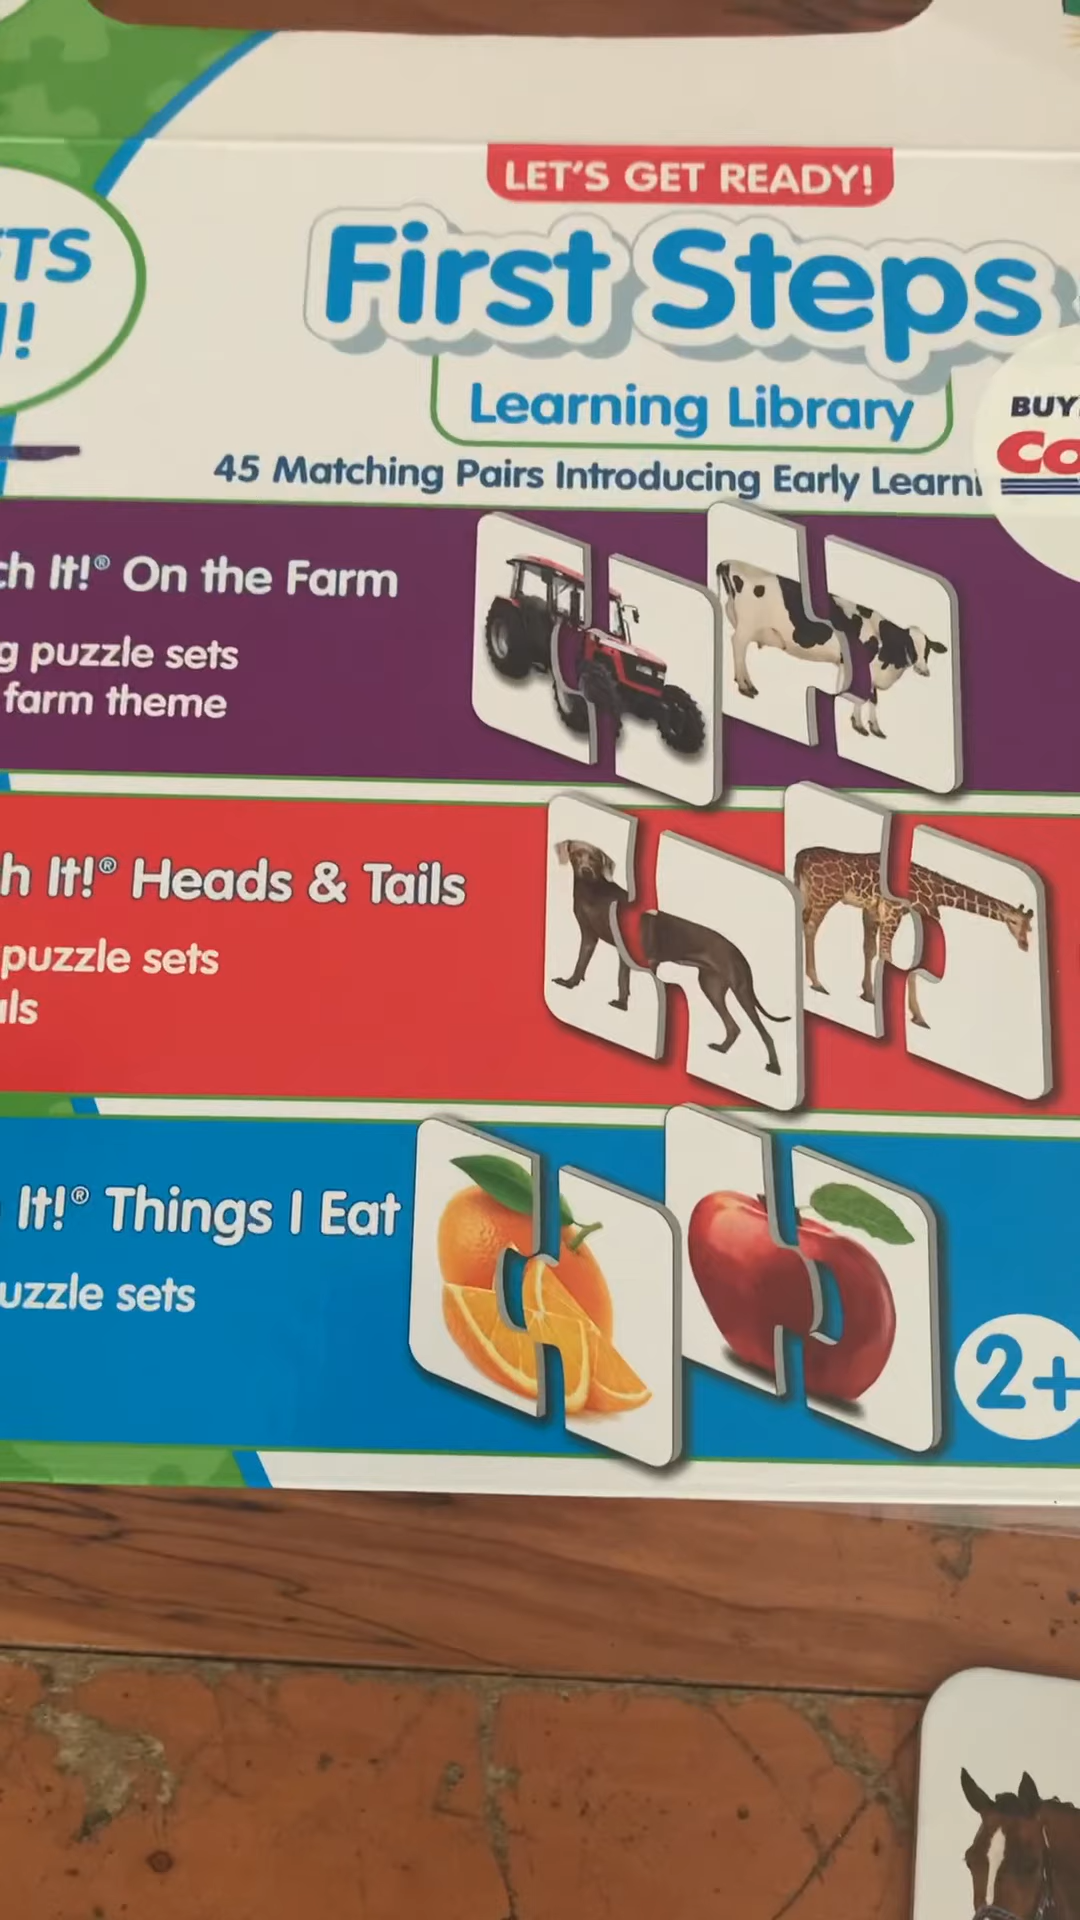 LET'S GET READY!
First Steps
Learning Library
45 Matching Pairs Introducing Early Learni
TS
!
BUY
Co
ch It!® On the Farm
g puzzle sets
farm theme
h It!® Heads & Tails
puzzle sets
ls
It!® Things I Eat
uzzle sets
2+